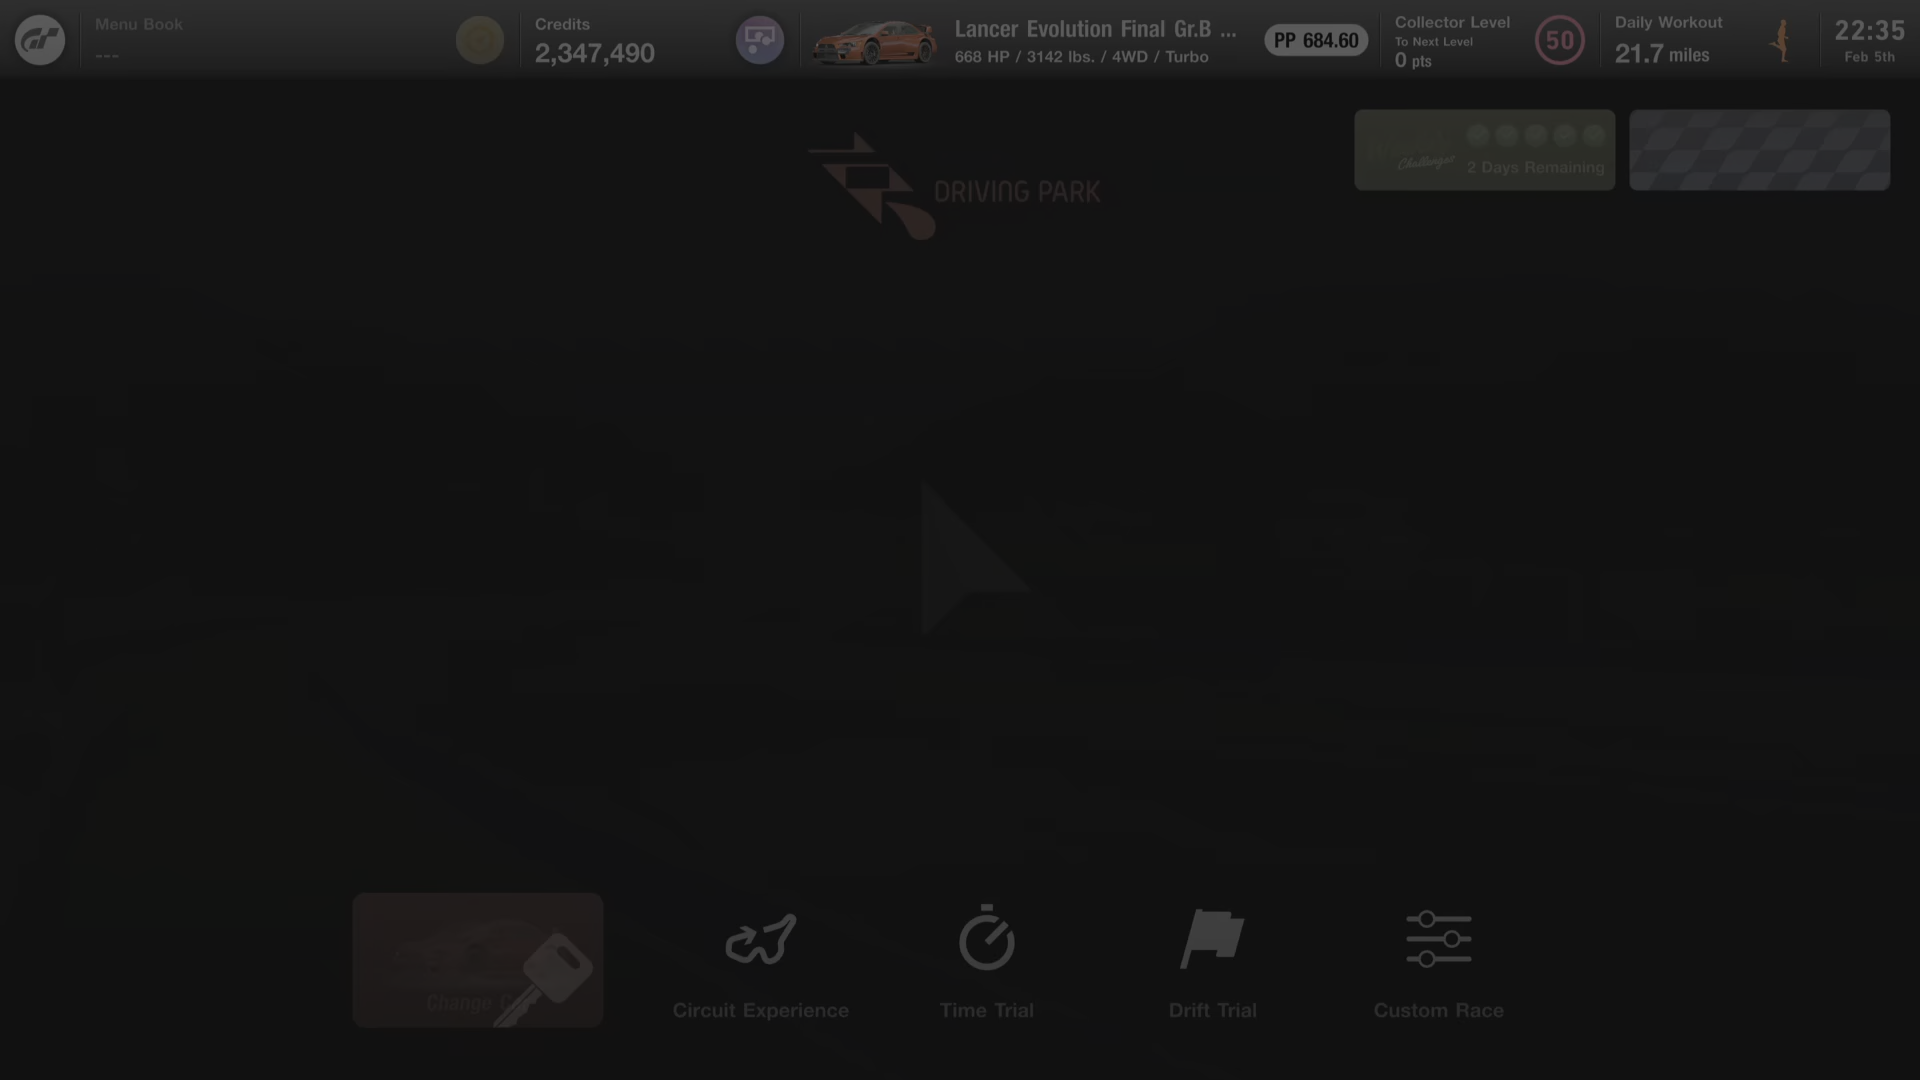 Menu Book
---
Credits
2,347,490
Lancer Evolution Final Gr.B ...
668 HP / 3142 lbs. / 4WD / Turbo
PP 684.60
Collector Level
To Next Level
0 pts
50
Daily Workout
21.7 miles
22:35
Feb 5th
DRIVING PARK
Challenges
2 Days Remaining
Change
Circuit Experience
Time Trial
Drift Trial
Custom Race